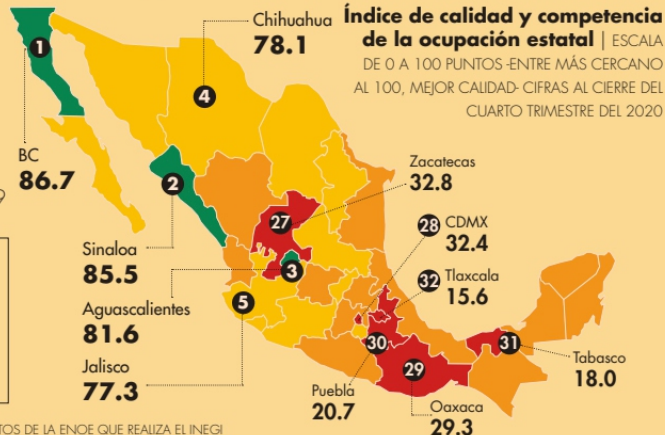 Índice de calidad y competencia
de la ocupación estatal | ESCALA
DE 0 A 100 PUNTOS -ENTRE MÁS CERCANO
AL 100, MEJOR CALIDAD- CIFRAS AL CIERRE DEL
CUARTO TRIMESTRE DEL 2020
1
BC
86.7
2
Sinaloa
85.5
3
Aguascalientes
81.6
4
Chihuahua
78.1
5
Jalisco
77.3
27
Zacatecas
32.8
28 CDMX
32.4
29
Oaxaca
29.3
30
Puebla
20.7
31
Tabasco
18.0
32 Tlaxcala
15.6
DE LA ENOE QUE REALIZA EL INEGI